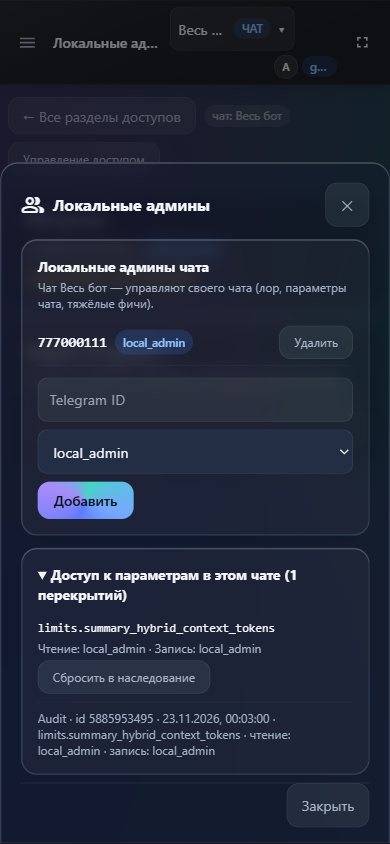 Локальные ад...
Весь ... ЧАТ ▾
A g...
← Все разделы доступов чат: Весь бот
Управление доступом
Локальные админы
Локальные админы чата
Чат Весь бот — управляют своего чата (лор, параметры
чата, тяжёлые фичи).
777000111 local_admin Удалить
Telegram ID
local_admin
Добавить
▼ Доступ к параметрам в этом чате (1
перекрытий)
limits.summary_hybrid_context_tokens
Чтение: local_admin · Запись: local_admin
Сбросить в наследование
Audit · id 5885953495 · 23.11.2026, 00:03:00 ·
limits.summary_hybrid_context_tokens · чтение:
local_admin · запись: local_admin
Закрыть